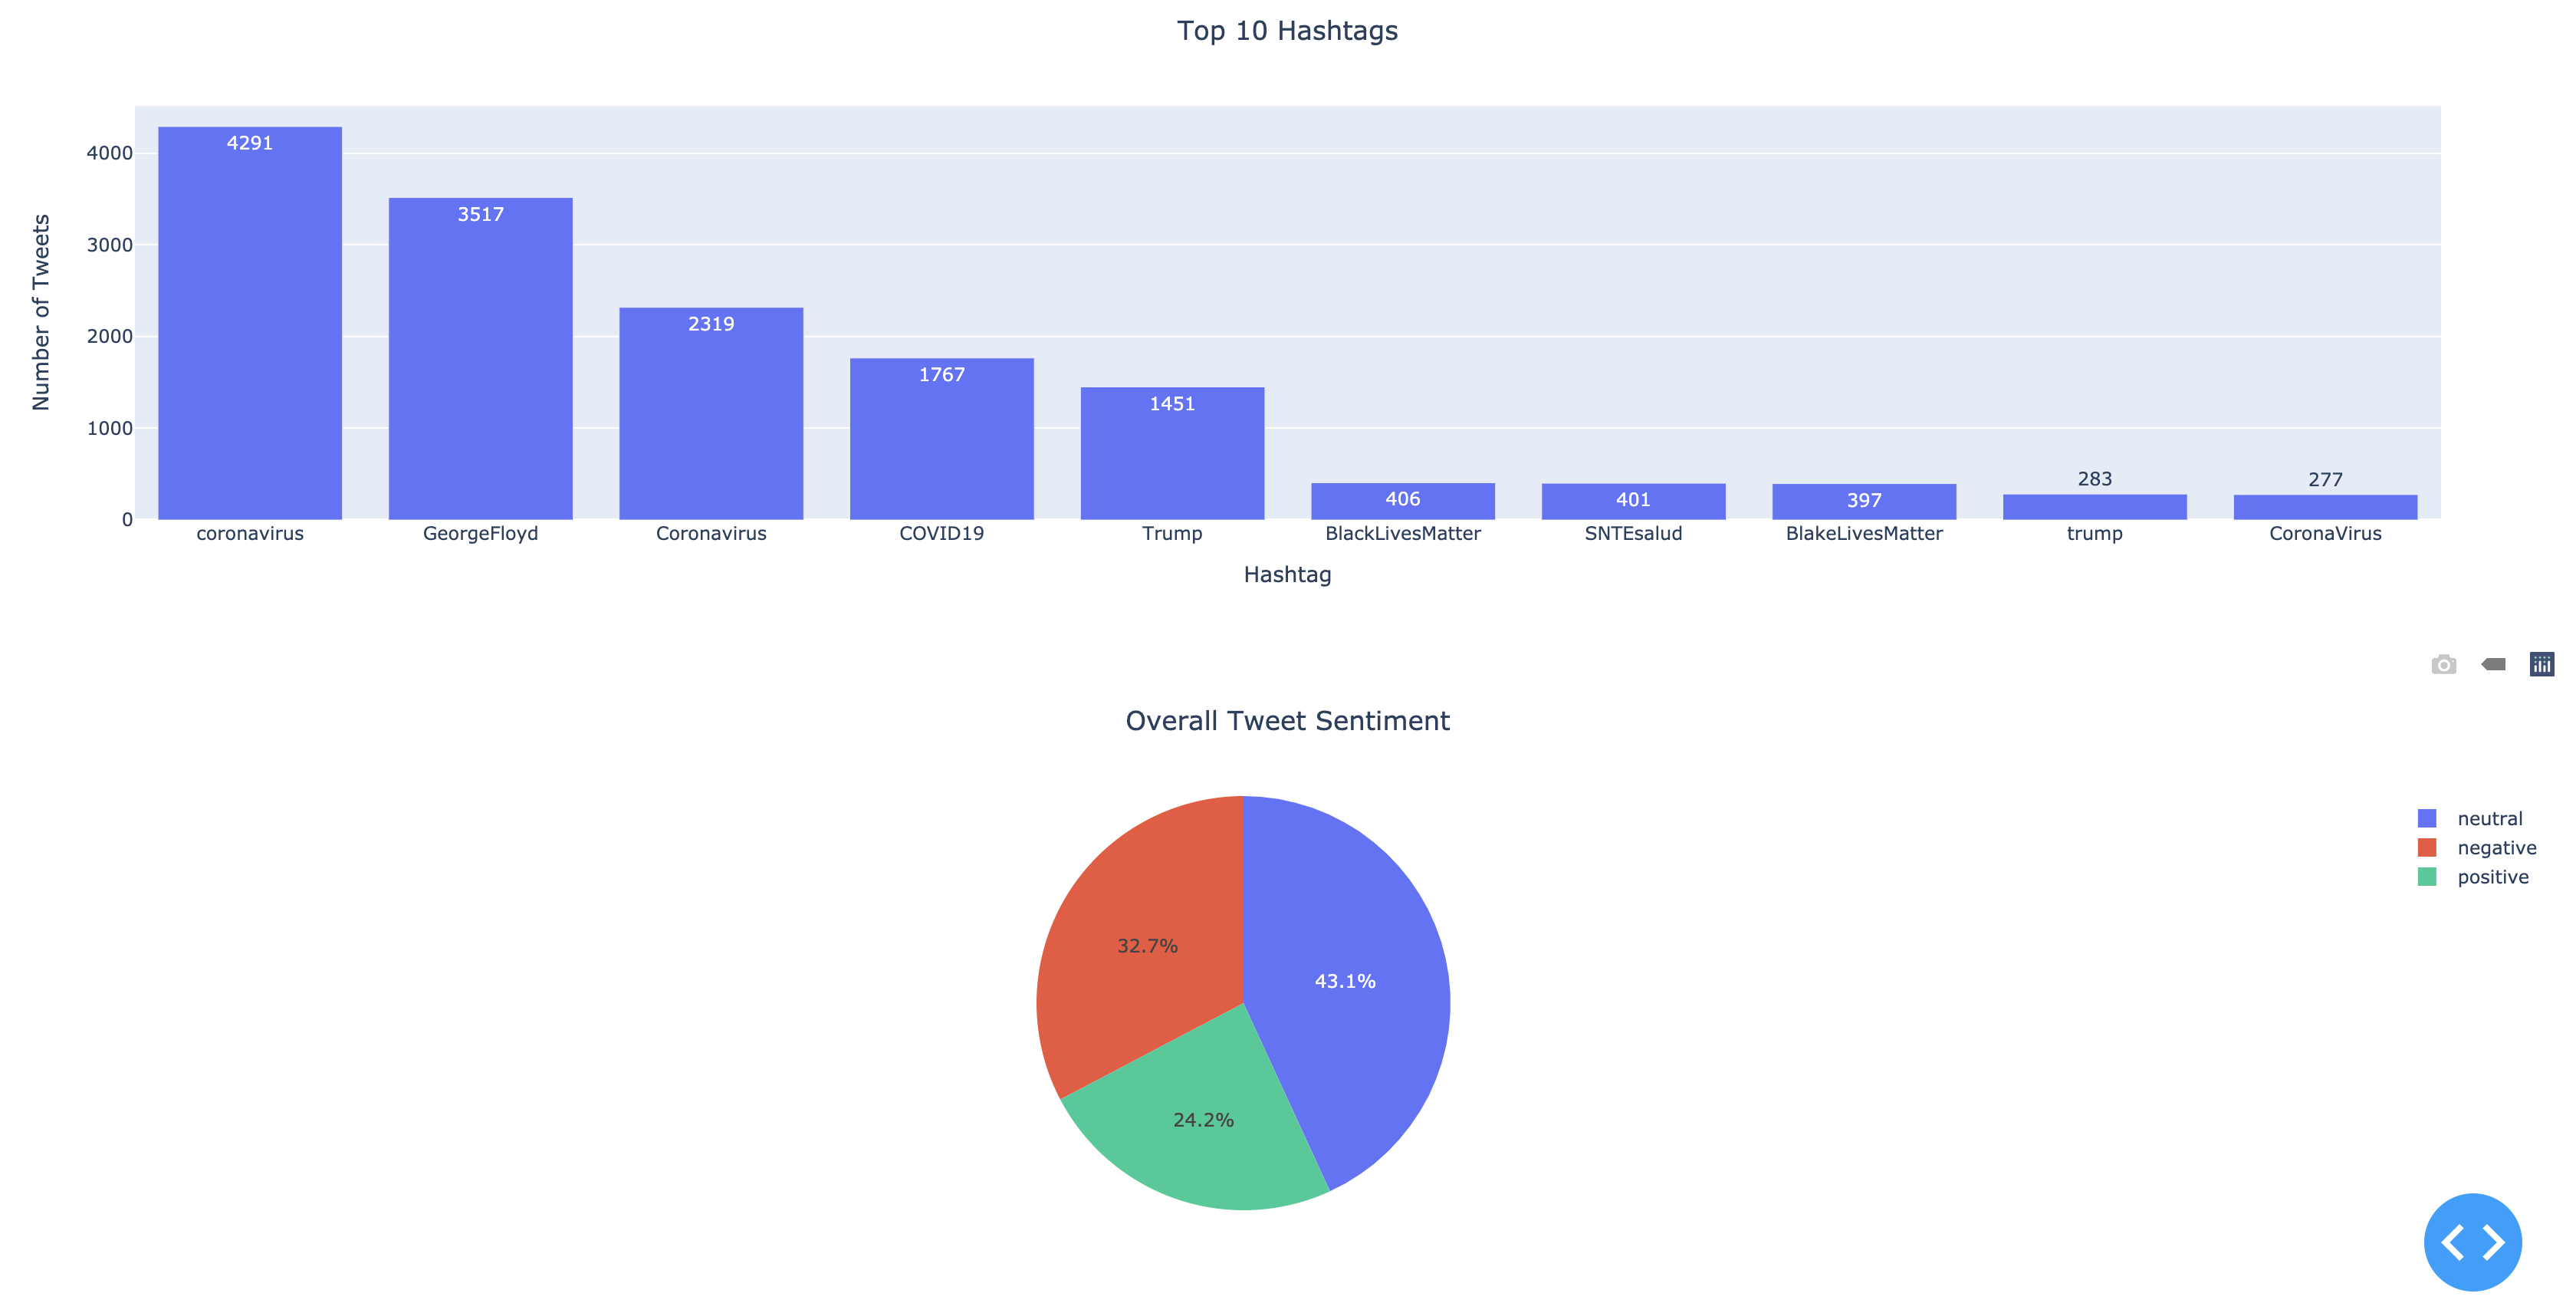 Top 10 Hashtags
Number of Tweets
4000
3000
2000
1000
0
4291
3517
2319
1767
1451
406
401
397
283
277
coronavirus
GeorgeFloyd
Coronavirus
COVID19
Trump
BlackLivesMatter
SNTEsalud
BlakeLivesMatter
trump
CoronaVirus
Hashtag
Overall Tweet Sentiment
neutral
negative
positive
32.7%
43.1%
24.2%